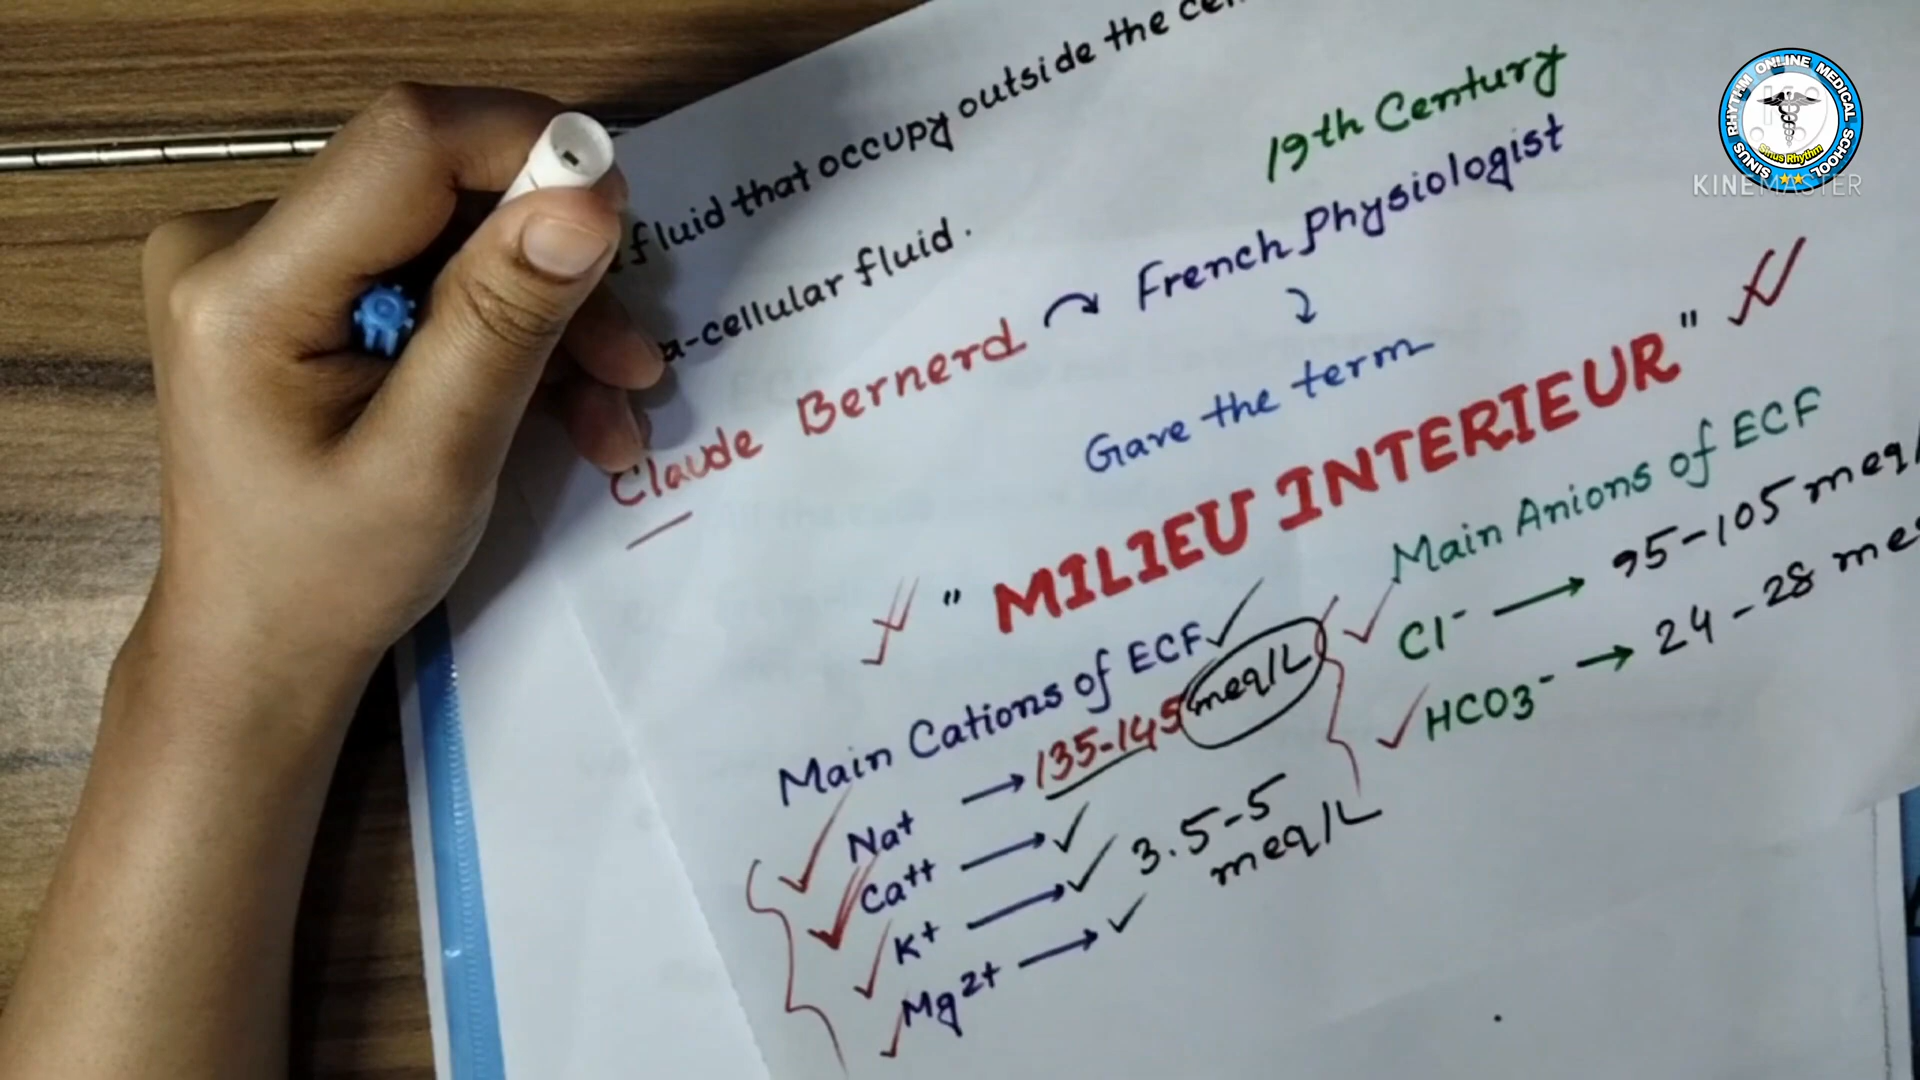 fluid that occupy outside the
a-cellular fluid.
19th Century
Claude Bernerd → French Physiologist
↓
Gave the term
" MILIEU INTERIEUR "
Main Cations of ECF
Na+ → 135-145 meq/L
Ca++ →
K+ → 3.5-5
meq/L
Mg2+ →
Main Anions of ECF
Cl- → 95-105 meq/
HCO3- → 24-28
SINUS RHYTHM ONLINE MEDICAL SCHOOL
Sinus Rhythm
KINEMASTER